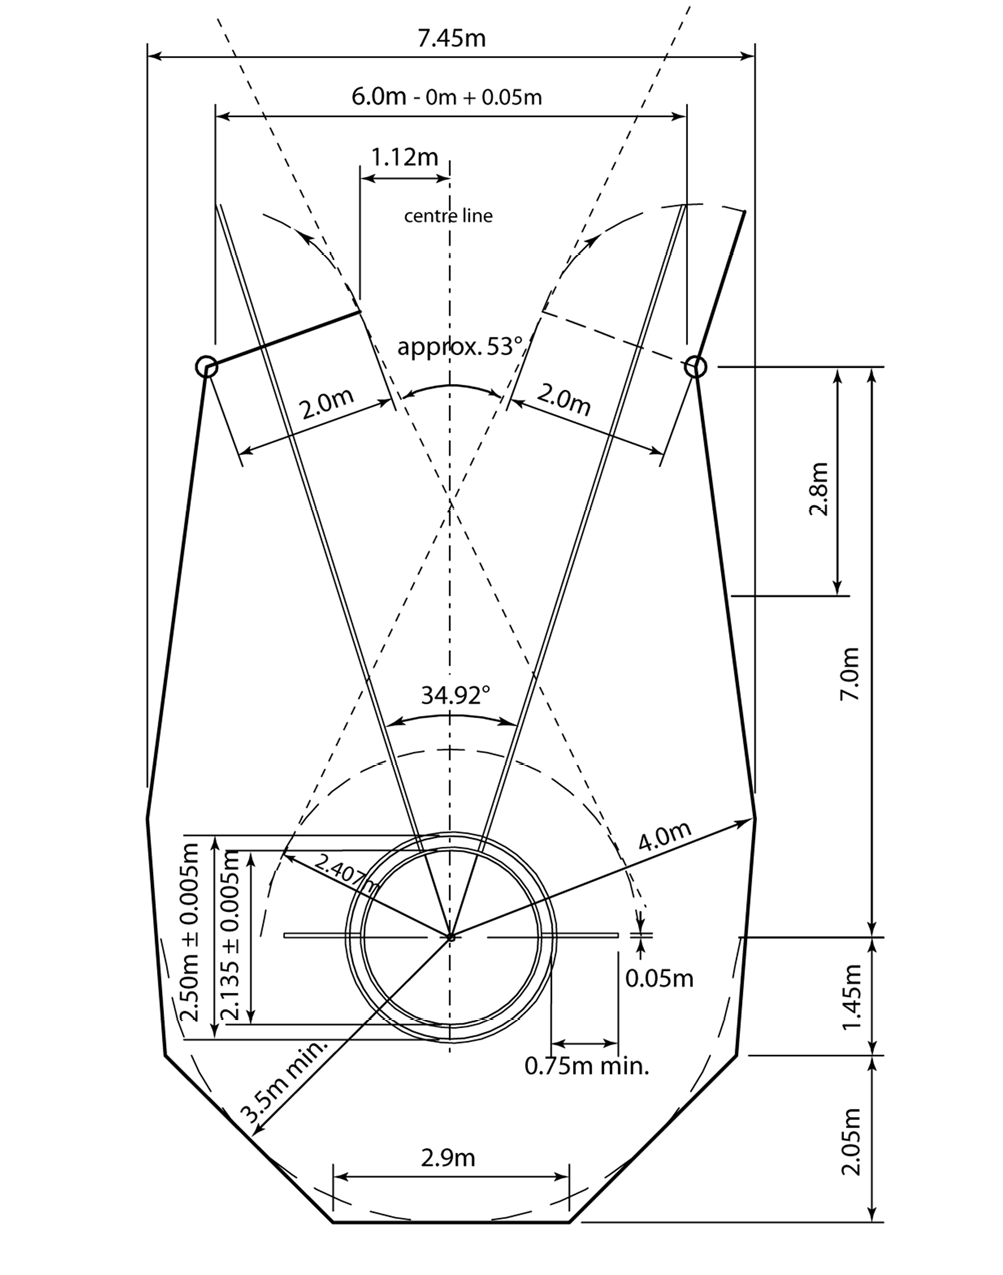 7.45m
6.0m - 0m + 0.05m
1.12m
centre line
approx. 53°
2.0m
2.0m
2.8m
7.0m
34.92°
4.0m
2.407m
2.50m ± 0.005m
2.135 ± 0.005m
0.05m
1.45m
0.75m min.
3.5m min.
2.05m
2.9m